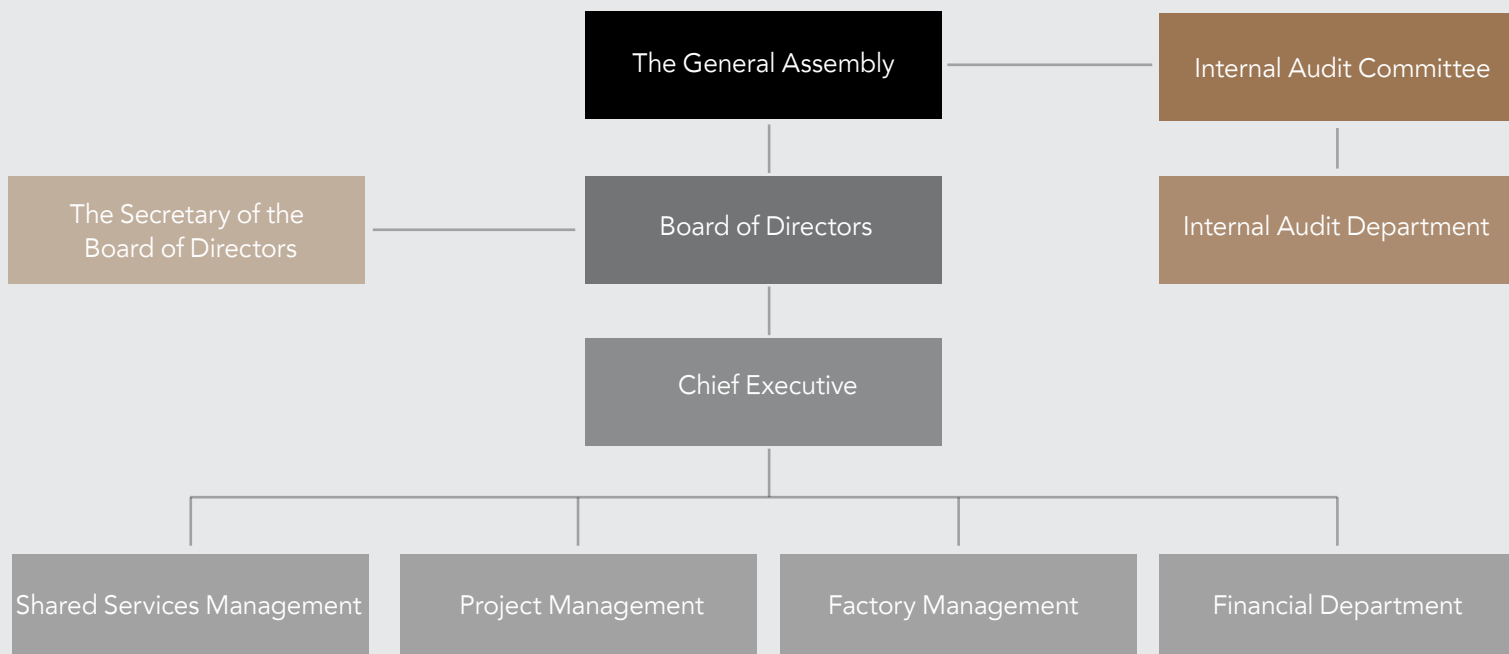 The General Assembly
Internal Audit Committee
The Secretary of the
Board of Directors
Board of Directors
Internal Audit Department
Chief Executive
Shared Services Management
Project Management
Factory Management
Financial Department